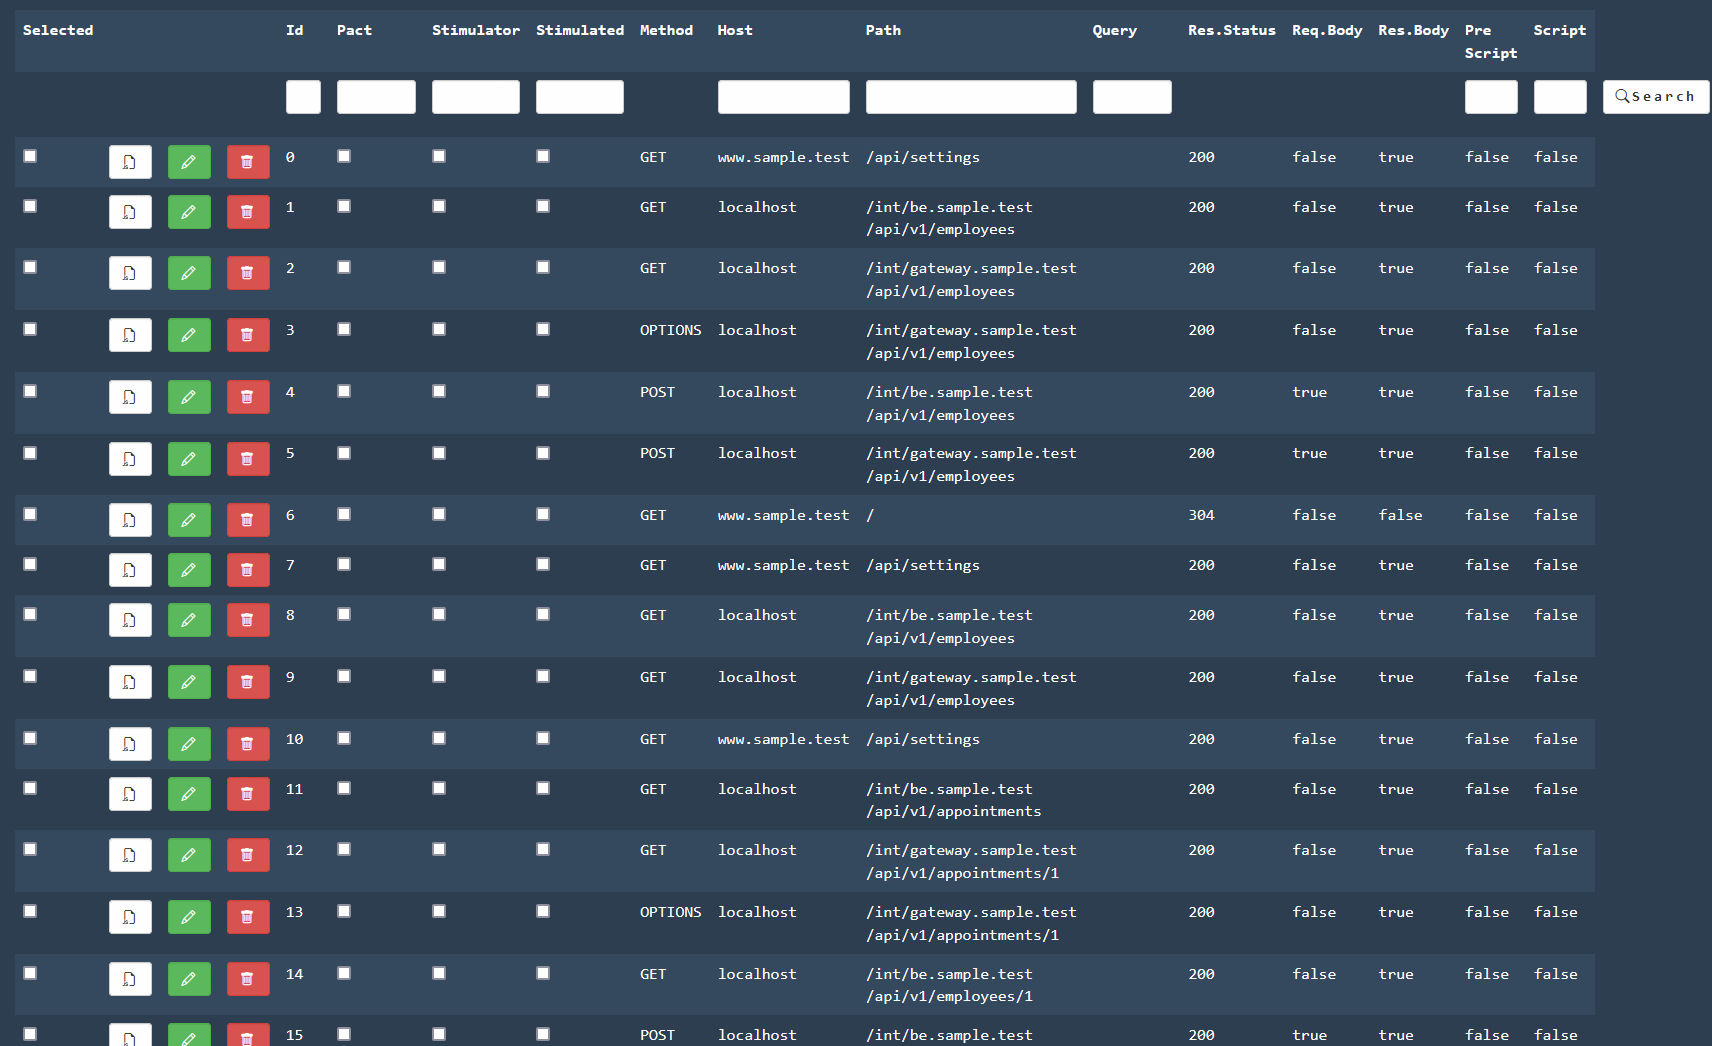 Selected Id Pact Stimulator Stimulated Method Host Path Query Res.Status Req.Body Res.Body Pre Script Script
Search
0 GET www.sample.test /api/settings 200 false true false false
1 GET localhost /int/be.sample.test 200 false true false false
/api/v1/employees
2 GET localhost /int/gateway.sample.test 200 false true false false
/api/v1/employees
3 OPTIONS localhost /int/gateway.sample.test 200 false true false false
/api/v1/employees
4 POST localhost /int/be.sample.test 200 true true false false
/api/v1/employees
5 POST localhost /int/gateway.sample.test 200 true true false false
/api/v1/employees
6 GET www.sample.test / 304 false false false false
7 GET www.sample.test /api/settings 200 false true false false
8 GET localhost /int/be.sample.test 200 false true false false
/api/v1/employees
9 GET localhost /int/gateway.sample.test 200 false true false false
/api/v1/employees
10 GET www.sample.test /api/settings 200 false true false false
11 GET localhost /int/be.sample.test 200 false true false false
/api/v1/appointments
12 GET localhost /int/gateway.sample.test 200 false true false false
/api/v1/appointments/1
13 OPTIONS localhost /int/gateway.sample.test 200 false true false false
/api/v1/appointments/1
14 GET localhost /int/be.sample.test 200 false true false false
/api/v1/employees/1
15 POST localhost /int/be.sample.test 200 true true false false